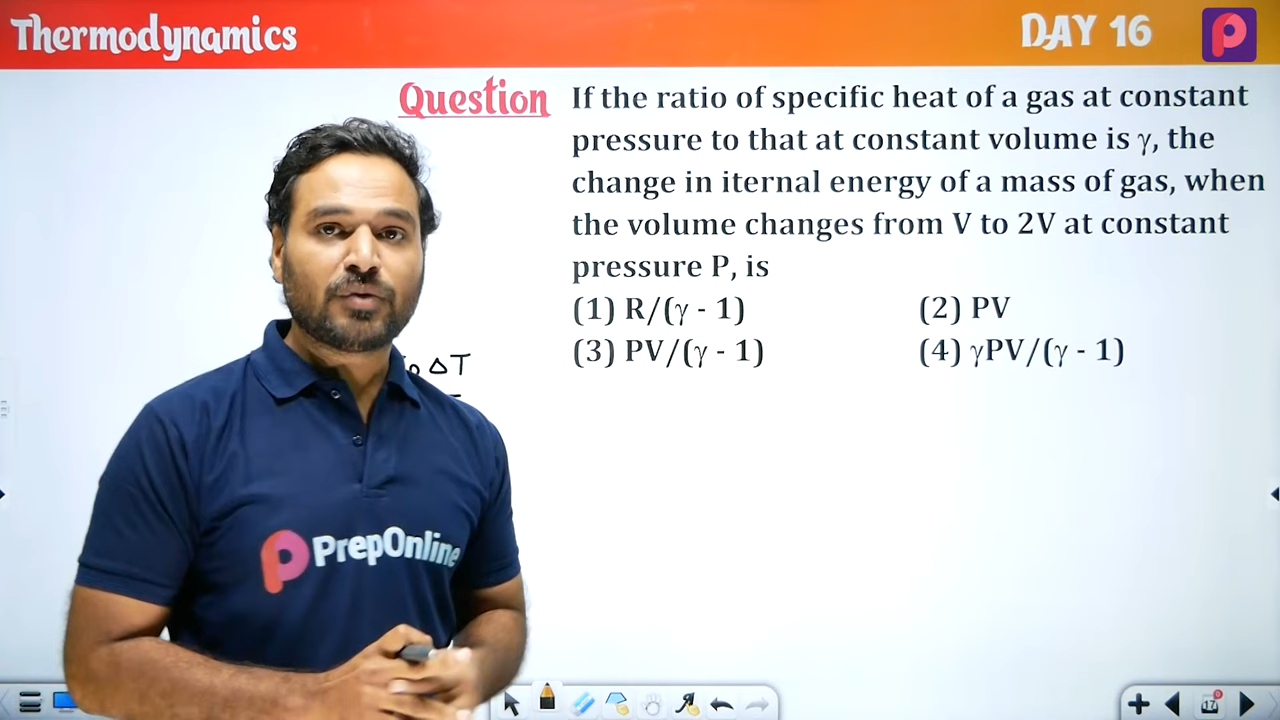 Thermodynamics
DAY 16
Question
If the ratio of specific heat of a gas at constant
pressure to that at constant volume is γ, the
change in iternal energy of a mass of gas, when
the volume changes from V to 2V at constant
pressure P, is
(1) R/(γ - 1) (2) PV
(3) PV/(γ - 1) (4) γPV/(γ - 1)
ΔT
PrepOnline
17